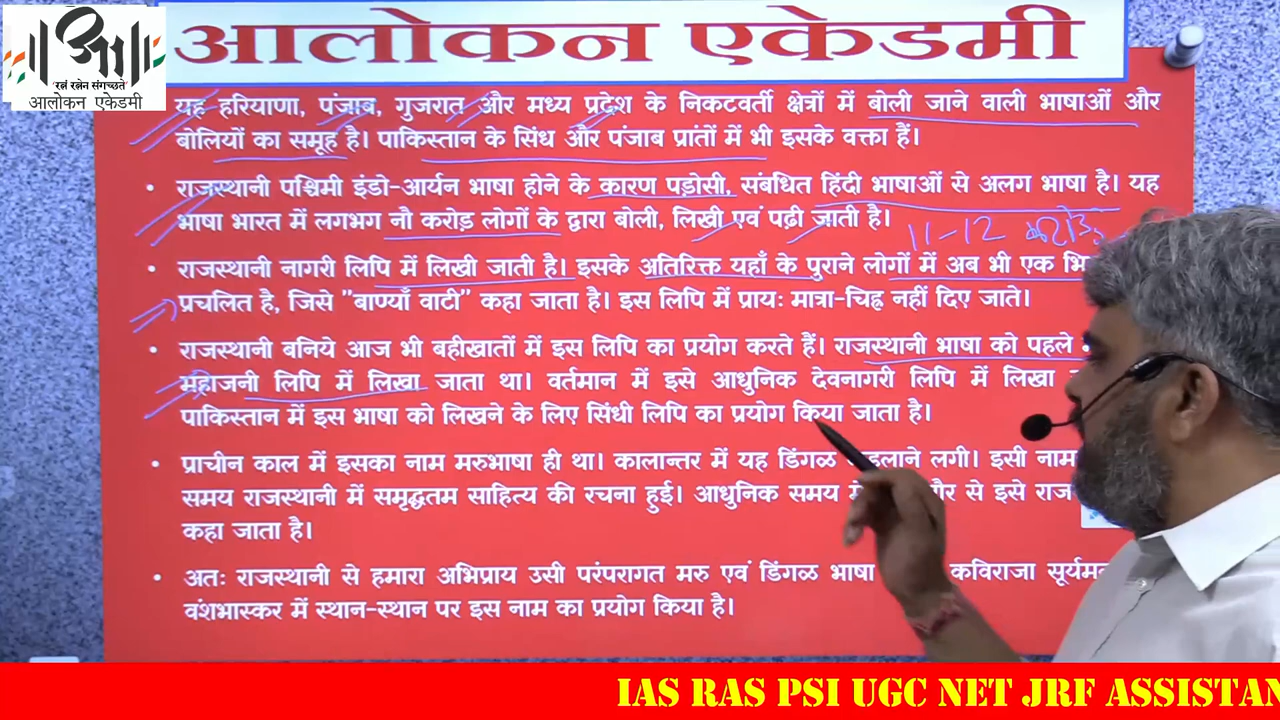 आ
रत्नं रत्नेन संगच्छते
आलोकन एकेडमी
आलोकन एकेडमी
यह हरियाणा, पंजाब, गुजरात और मध्य प्रदेश के निकटवर्ती क्षेत्रों में बोली जाने वाली भाषाओं और
बोलियों का समूह है। पाकिस्तान के सिंध और पंजाब प्रांतों में भी इसके वक्ता हैं।
• राजस्थानी पश्चिमी इंडो-आर्यन भाषा होने के कारण पड़ोसी, संबधित हिंदी भाषाओं से अलग भाषा है। यह
भाषा भारत में लगभग नौ करोड़ लोगों के द्वारा बोली, लिखी एवं पढ़ी जाती है।
11-12 करोड़
• राजस्थानी नागरी लिपि में लिखी जाती है। इसके अतिरिक्त यहाँ के पुराने लोगों में अब भी एक
प्रचलित है, जिसे "बाण्याँ वाटी" कहा जाता है। इस लिपि में प्रायः मात्रा-चिह्न नहीं दिए जाते।
• राजस्थानी बनिये आज भी बहीखातों में इस लिपि का प्रयोग करते हैं। राजस्थानी भाषा को पहले
महाजनी लिपि में लिखा जाता था। वर्तमान में इसे आधुनिक देवनागरी लिपि में लिखा
पाकिस्तान में इस भाषा को लिखने के लिए सिंधी लिपि का प्रयोग किया जाता है।
• प्राचीन काल में इसका नाम मरुभाषा ही था। कालान्तर में यह डिंगळ लाने लगी। इसी नाम
समय राजस्थानी में समृद्धतम साहित्य की रचना हुई। आधुनिक समय से इसे
कहा जाता है।
• अतः राजस्थानी से हमारा अभिप्राय उसी परंपरागत मरु एवं डिंगळ भाषा कविराजा
वंशभास्कर में स्थान-स्थान पर इस नाम का प्रयोग किया है।
IAS RAS PSI UGC NET JRF ASSISTAN